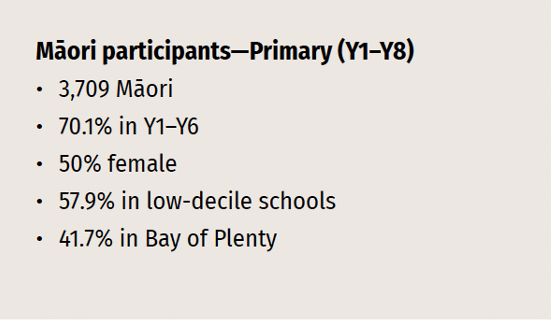 Māori participants—Primary (Y1–Y8)
• 3,709 Māori
• 70.1% in Y1–Y6
• 50% female
• 57.9% in low-decile schools
• 41.7% in Bay of Plenty